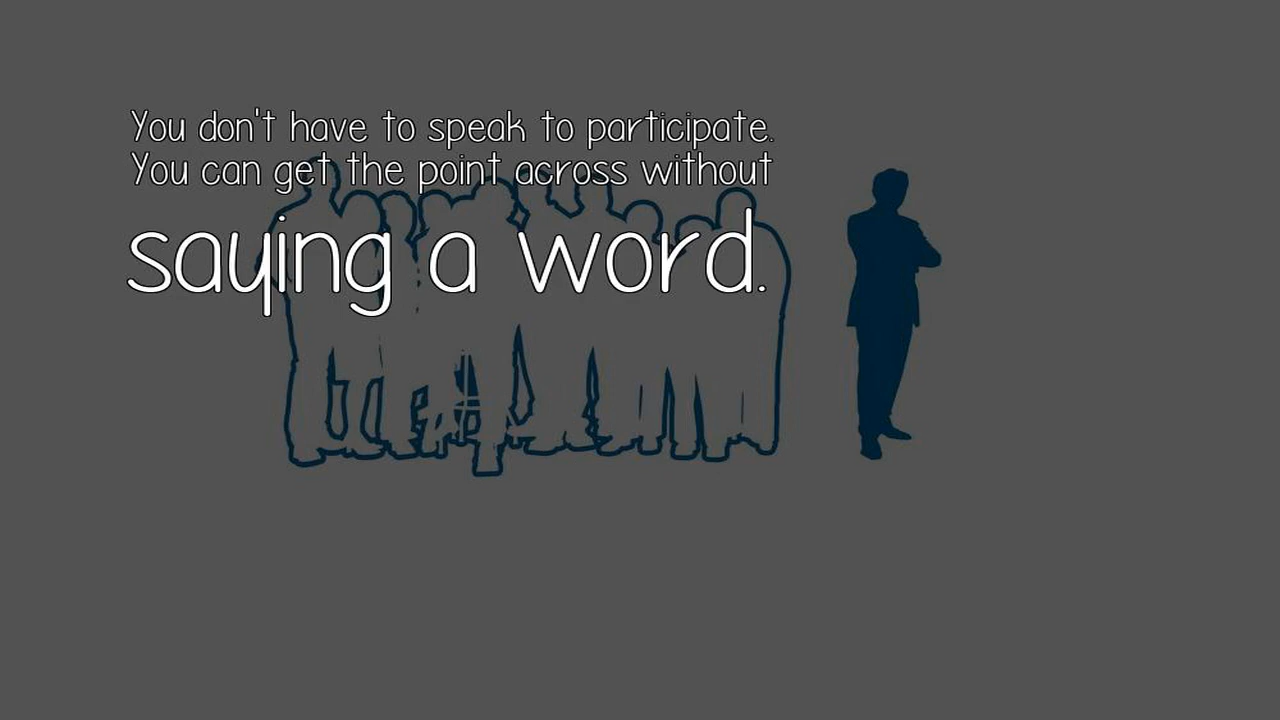 You don't have to speak to participate.
You can get the point across without
saying a word.